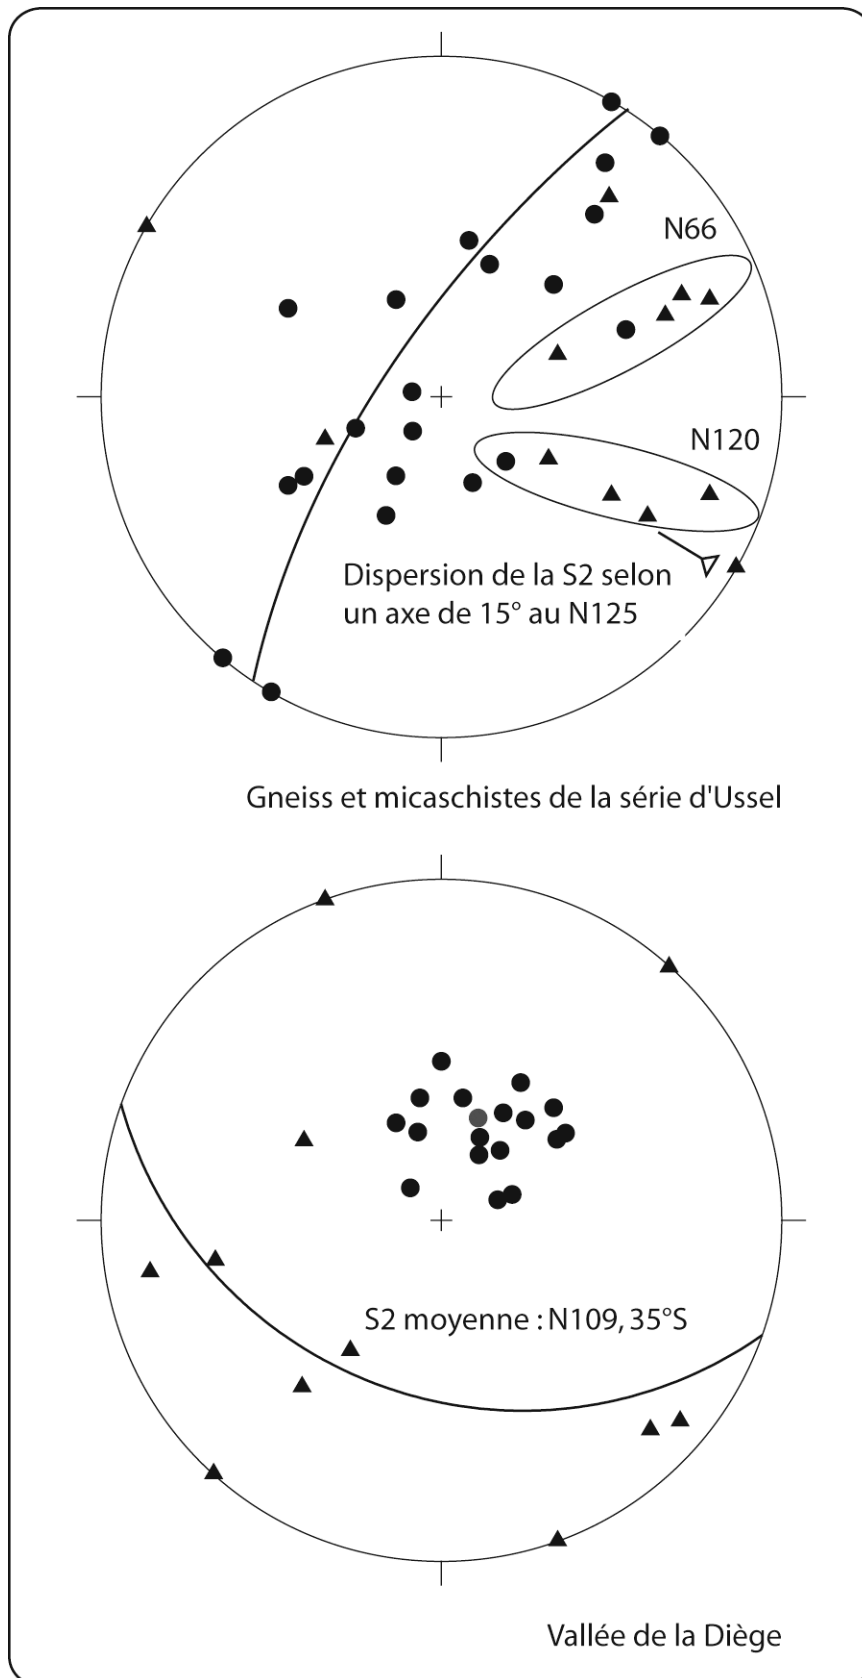 N66
N120
Dispersion de la S2 selon
un axe de 15° au N125
Gneiss et micaschistes de la série d'Ussel
S2 moyenne : N109, 35°S
Vallée de la Diège